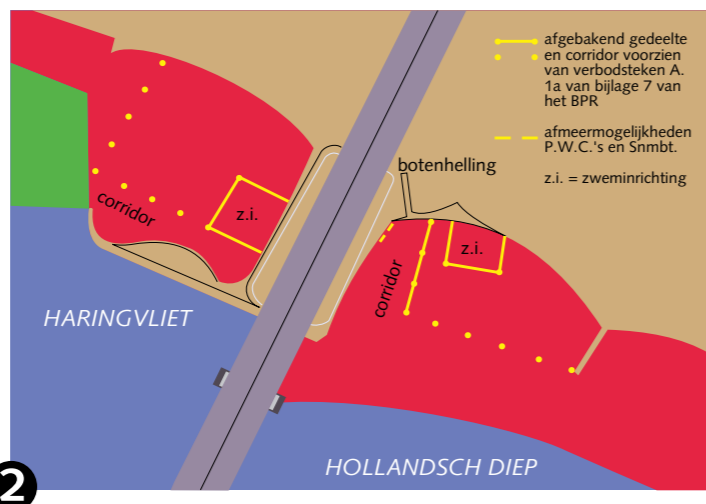 afgebakend gedeelte
en corridor voorzien
van verbodsteken A.
1a van bijlage 7 van
het BPR
afmeermogelijkheden
P.W.C.'s en Snmbt.
z.i. = zweminrichting
botenhelling
corridor
z.i.
z.i.
corridor
HARINGVLIET
HOLLANDSCH DIEP
2